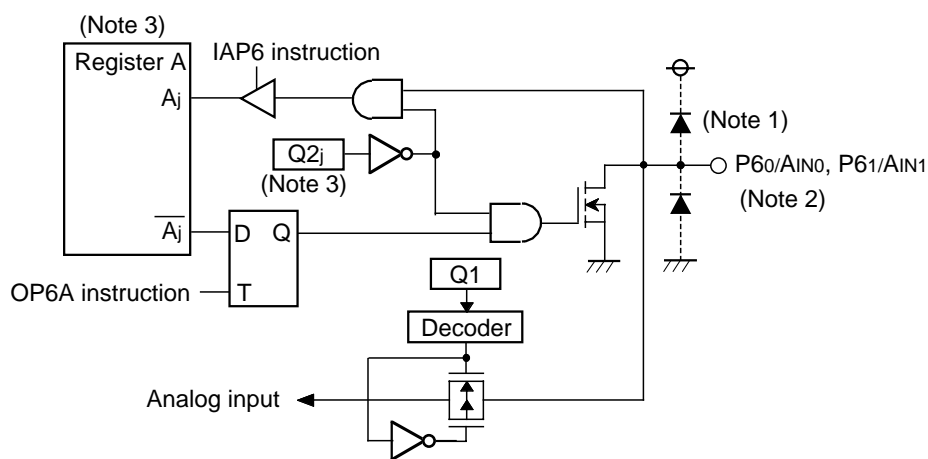 (Note 3)
IAP6 instruction
Register A
Aj
(Note 1)
Q2j
(Note 3)
P60/AIN0, P61/AIN1
(Note 2)
Aj
D
Q
Q1
OP6A instruction
T
Decoder
Analog input